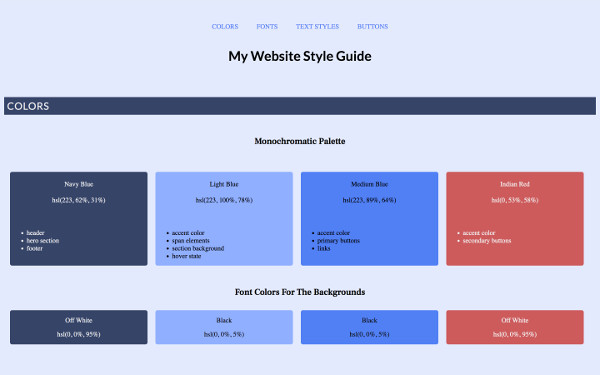 COLORS FONTS TEXT STYLES BUTTONS
My Website Style Guide
COLORS
Monochromatic Palette
Navy Blue
hsl(223, 62%, 31%)
• header
• hero section
• footer
Light Blue
hsl(223, 100%, 78%)
• accent color
• span elements
• section background
• hover state
Medium Blue
hsl(223, 89%, 64%)
• accent color
• primary buttons
• links
Indian Red
hsl(0, 53%, 58%)
• accent color
• secondary buttons
Font Colors For The Backgrounds
Off White
hsl(0, 0%, 95%)
Black
hsl(0, 0%, 5%)
Black
hsl(0, 0%, 5%)
Off White
hsl(0, 0%, 95%)